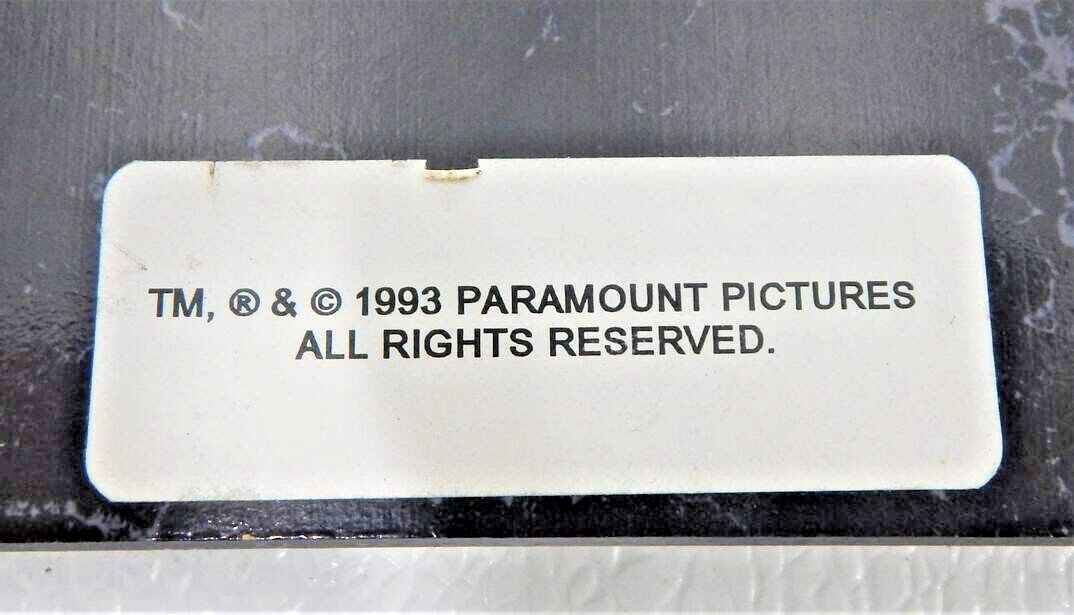 TM, ® & © 1993 PARAMOUNT PICTURES
ALL RIGHTS RESERVED.